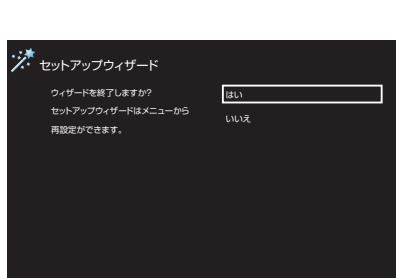 セットアップウィザード
ウィザードを終了しますか?
セットアップウィザードはメニューから
再設定ができます。
はい
いいえ